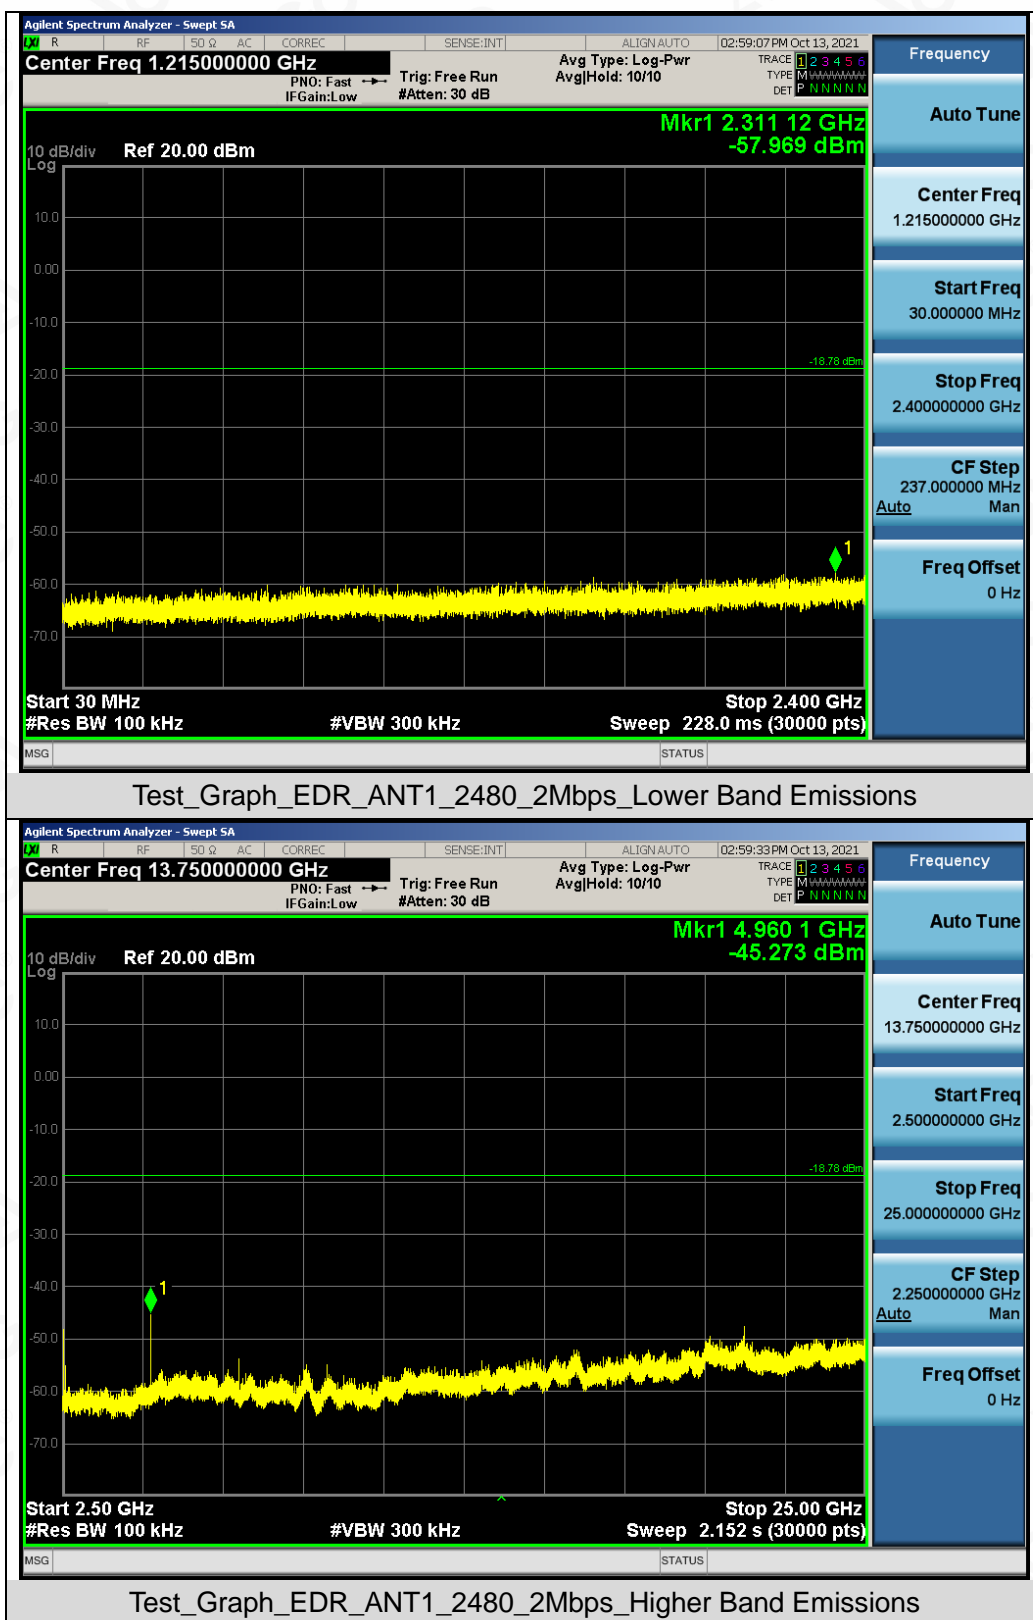 Agilent Spectrum Analyzer - Swept SA
LXI R RF 50 Ω AC CORREC SENSE:INT ALIGN AUTO 02:59:07 PM Oct 13, 2021
Center Freq 1.215000000 GHz
PNO: Fast
IFGain:Low
Trig: Free Run
#Atten: 30 dB
Avg Type: Log-Pwr
Avg|Hold: 10/10
TRACE 1 2 3 4 5 6
TYPE M WWWWW
DET P N N N N N
Mkr1 2.311 12 GHz
-57.969 dBm
10 dB/div Ref 20.00 dBm
Log
10.0
0.00
-10.0
-18.78 dBm
-20.0
-30.0
-40.0
-50.0
1
-60.0
-70.0
Start 30 MHz Stop 2.400 GHz
#Res BW 100 kHz #VBW 300 kHz Sweep 228.0 ms (30000 pts)
MSG STATUS
Frequency
Auto Tune
Center Freq
1.215000000 GHz
Start Freq
30.000000 MHz
Stop Freq
2.400000000 GHz
CF Step
237.000000 MHz
Auto Man
Freq Offset
0 Hz
Test_Graph_EDR_ANT1_2480_2Mbps_Lower Band Emissions
Agilent Spectrum Analyzer - Swept SA
LXI R RF 50 Ω AC CORREC SENSE:INT ALIGN AUTO 02:59:33 PM Oct 13, 2021
Center Freq 13.750000000 GHz
PNO: Fast
IFGain:Low
Trig: Free Run
#Atten: 30 dB
Avg Type: Log-Pwr
Avg|Hold: 10/10
TRACE 1 2 3 4 5 6
TYPE M WWWWW
DET P N N N N N
Mkr1 4.960 1 GHz
-45.273 dBm
10 dB/div Ref 20.00 dBm
Log
10.0
0.00
-10.0
-18.78 dBm
-20.0
-30.0
-40.0
1
-50.0
-60.0
-70.0
Start 2.50 GHz Stop 25.00 GHz
#Res BW 100 kHz #VBW 300 kHz Sweep 2.152 s (30000 pts)
MSG STATUS
Frequency
Auto Tune
Center Freq
13.750000000 GHz
Start Freq
2.500000000 GHz
Stop Freq
25.000000000 GHz
CF Step
2.250000000 GHz
Auto Man
Freq Offset
0 Hz
Test_Graph_EDR_ANT1_2480_2Mbps_Higher Band Emissions